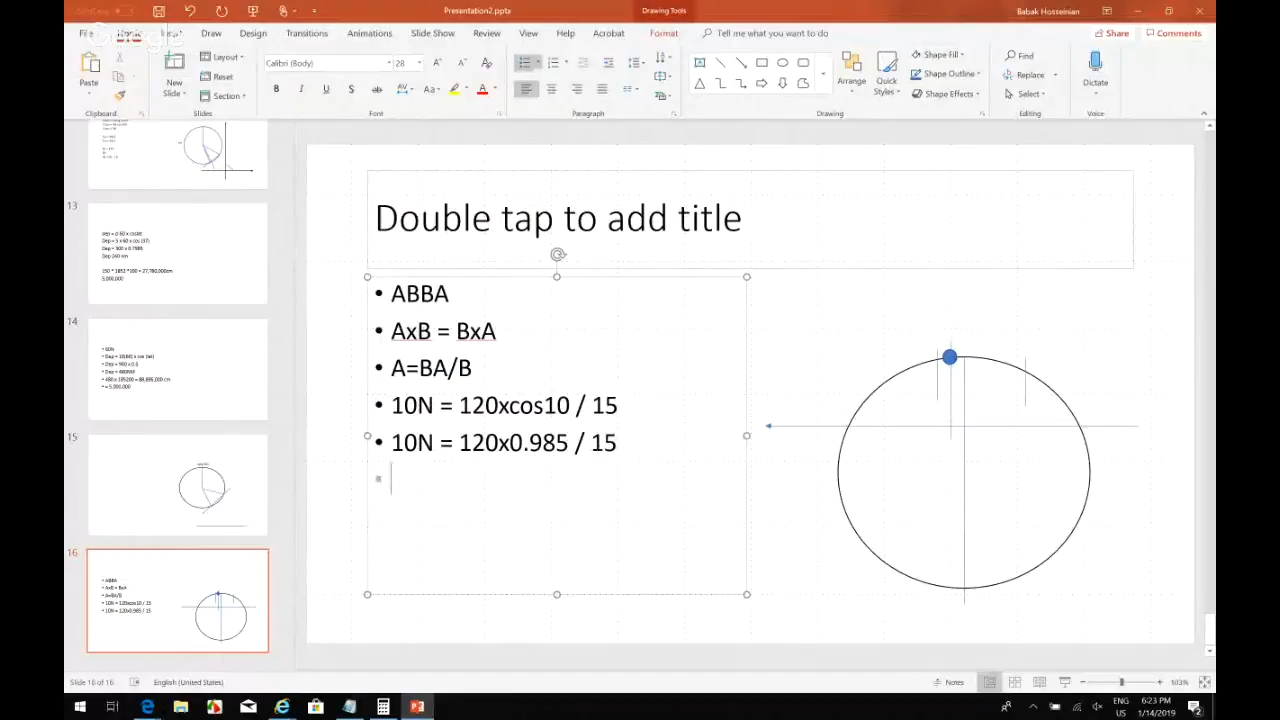 Presentation2.pptx
Drawing Tools
Babak Hosseinian
Draw
Design
Transitions
Animations
Slide Show
Review
View
Help
Acrobat
Format
Tell me what you want to do
Share
Comments
Paste
New
Slide
Layout
Reset
Section
Calibri (Body)
28
Arrange
Quick
Styles
Shape Fill
Shape Outline
Shape Effects
Find
Replace
Select
Dictate
Clipboard
Slides
Font
Paragraph
Drawing
Editing
Voice
13
14
15
16
Double tap to add title
• ABBA
• AxB = BxA
• A=BA/B
• 10N = 120xcos10 / 15
• 10N = 120x0.985 / 15
Slide 16 of 16
English (United States)
Notes
103%
ENG
US
6:23 PM
1/14/2019